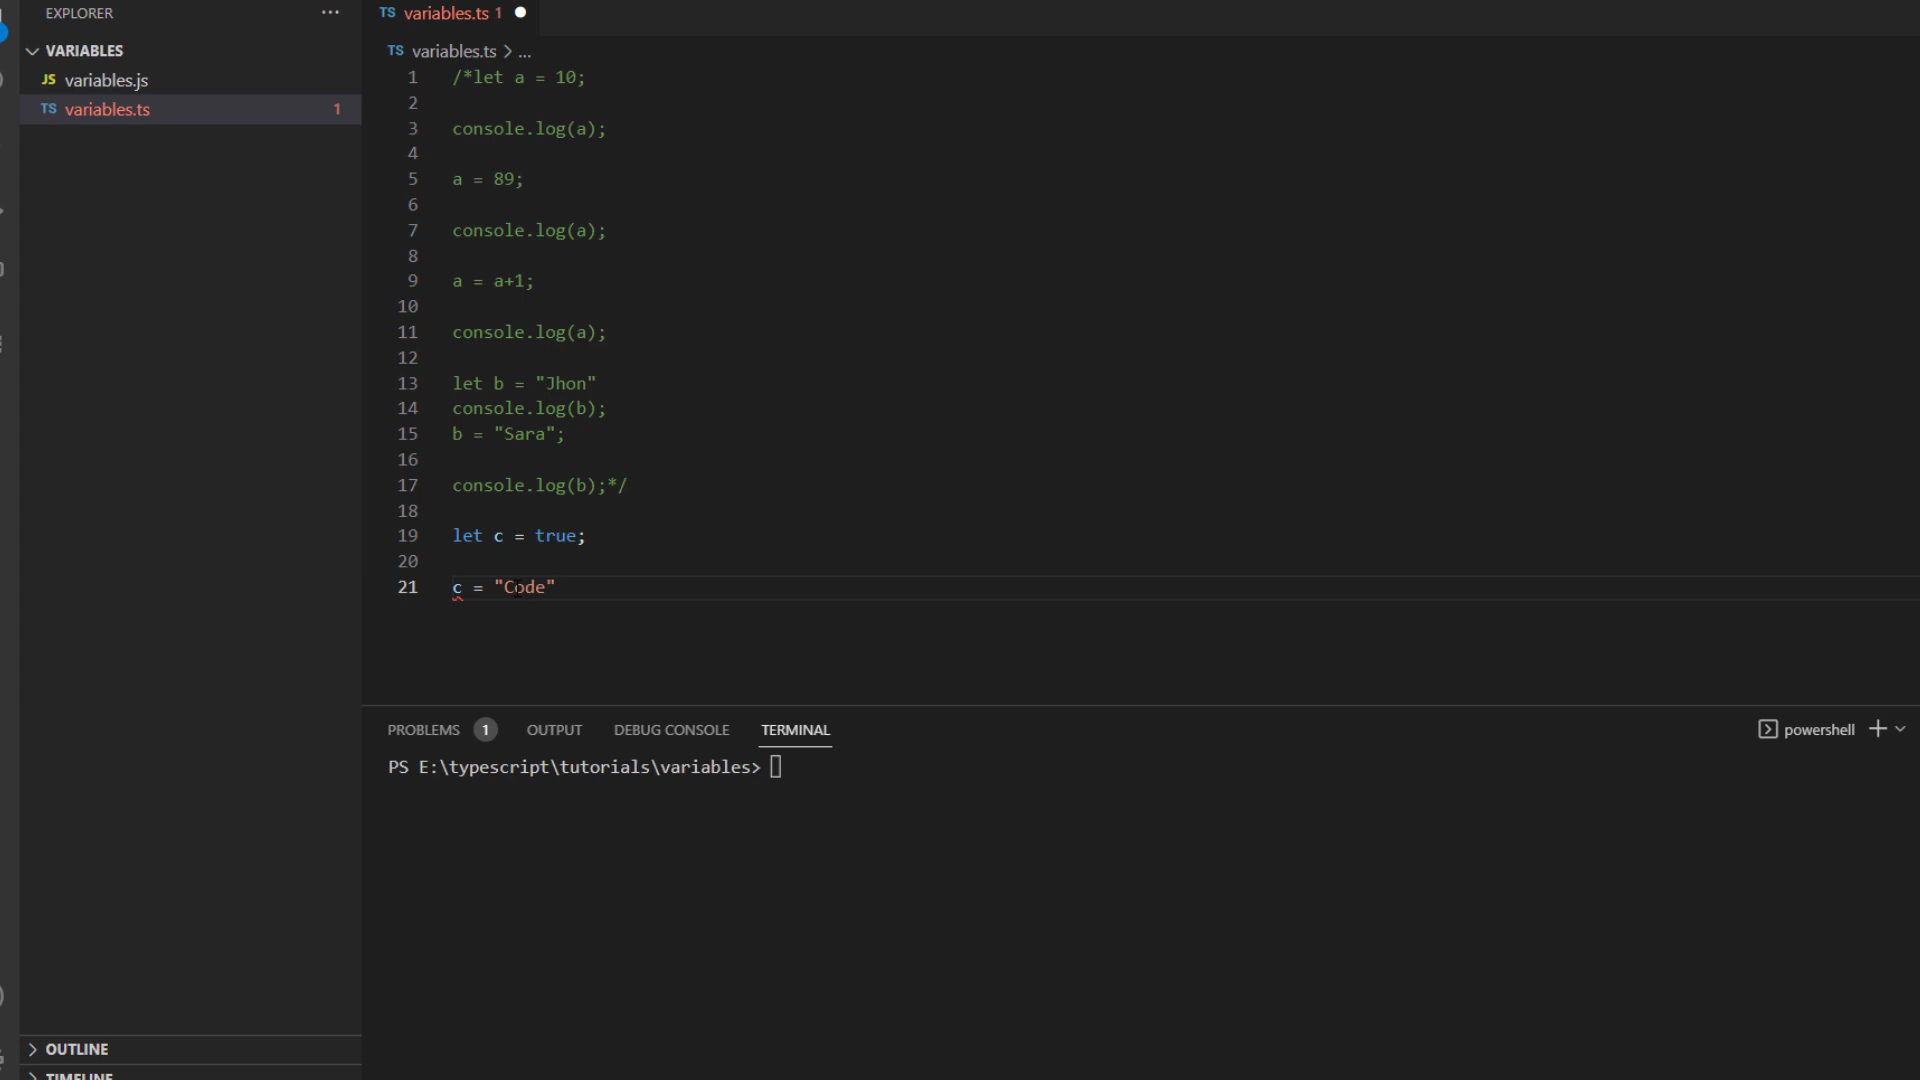 EXPLORER ...
VARIABLES
JS variables.js
TS variables.ts 1
OUTLINE
TIMELINE
TS variables.ts 1
TS variables.ts > ...
1 /*let a = 10;
2
3 console.log(a);
4
5 a = 89;
6
7 console.log(a);
8
9 a = a+1;
10
11 console.log(a);
12
13 let b = "Jhon"
14 console.log(b);
15 b = "Sara";
16
17 console.log(b);*/
18
19 let c = true;
20
21 c = "Code"
PROBLEMS 1 OUTPUT DEBUG CONSOLE TERMINAL powershell
PS E:\typescript\tutorials\variables>